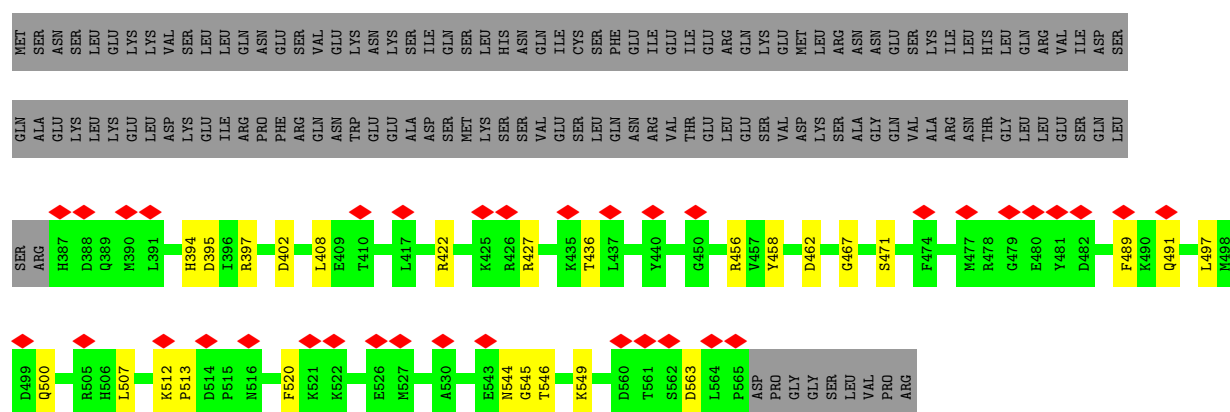 MET SER ASN SER LEU GLU LYS LYS VAL SER LEU LEU GLN ASN GLU SER VAL GLU LYS ASN LYS SER ILE GLN SER LEU HIS ASN GLN ILE CYS SER PHE GLU ILE GLU ILE GLU ARG GLN LYS GLU MET LEU ARG ASN ASN GLU SER LYS ILE LEU HIS LEU GLN ARG VAL ILE ASP SER
GLN ALA GLU LYS LEU LYS GLU LEU ASP LYS GLU ILE ARG PRO PHE ARG GLN ASN TRP GLU GLU ALA ASP SER MET LYS SER SER VAL GLU SER LEU GLN ASN ARG VAL THR GLU LEU GLU SER VAL ASP LYS SER ALA GLY GLN VAL ALA ARG ASN THR GLY LEU LEU GLU SER GLN LEU
SER ARG H387 D388 Q389 M390 L391 H394 D395 I396 R397 D402 L408 E409 T410 L417 R422 K425 R426 R427 K435 T436 L437 Y440 G450 R456 V457 Y458 D462 G467 S471 F474 M477 R478 G479 E480 Y481 D482 F489 K490 Q491 L497 M498
D499 Q500 R505 H506 L507 K512 P513 D514 P515 N516 F520 K521 K522 E526 M527 A530 E543 N544 G545 T546 K549 D560 T561 S562 D563 L564 P565 ASP PRO GLY GLY SER LEU VAL PRO ARG